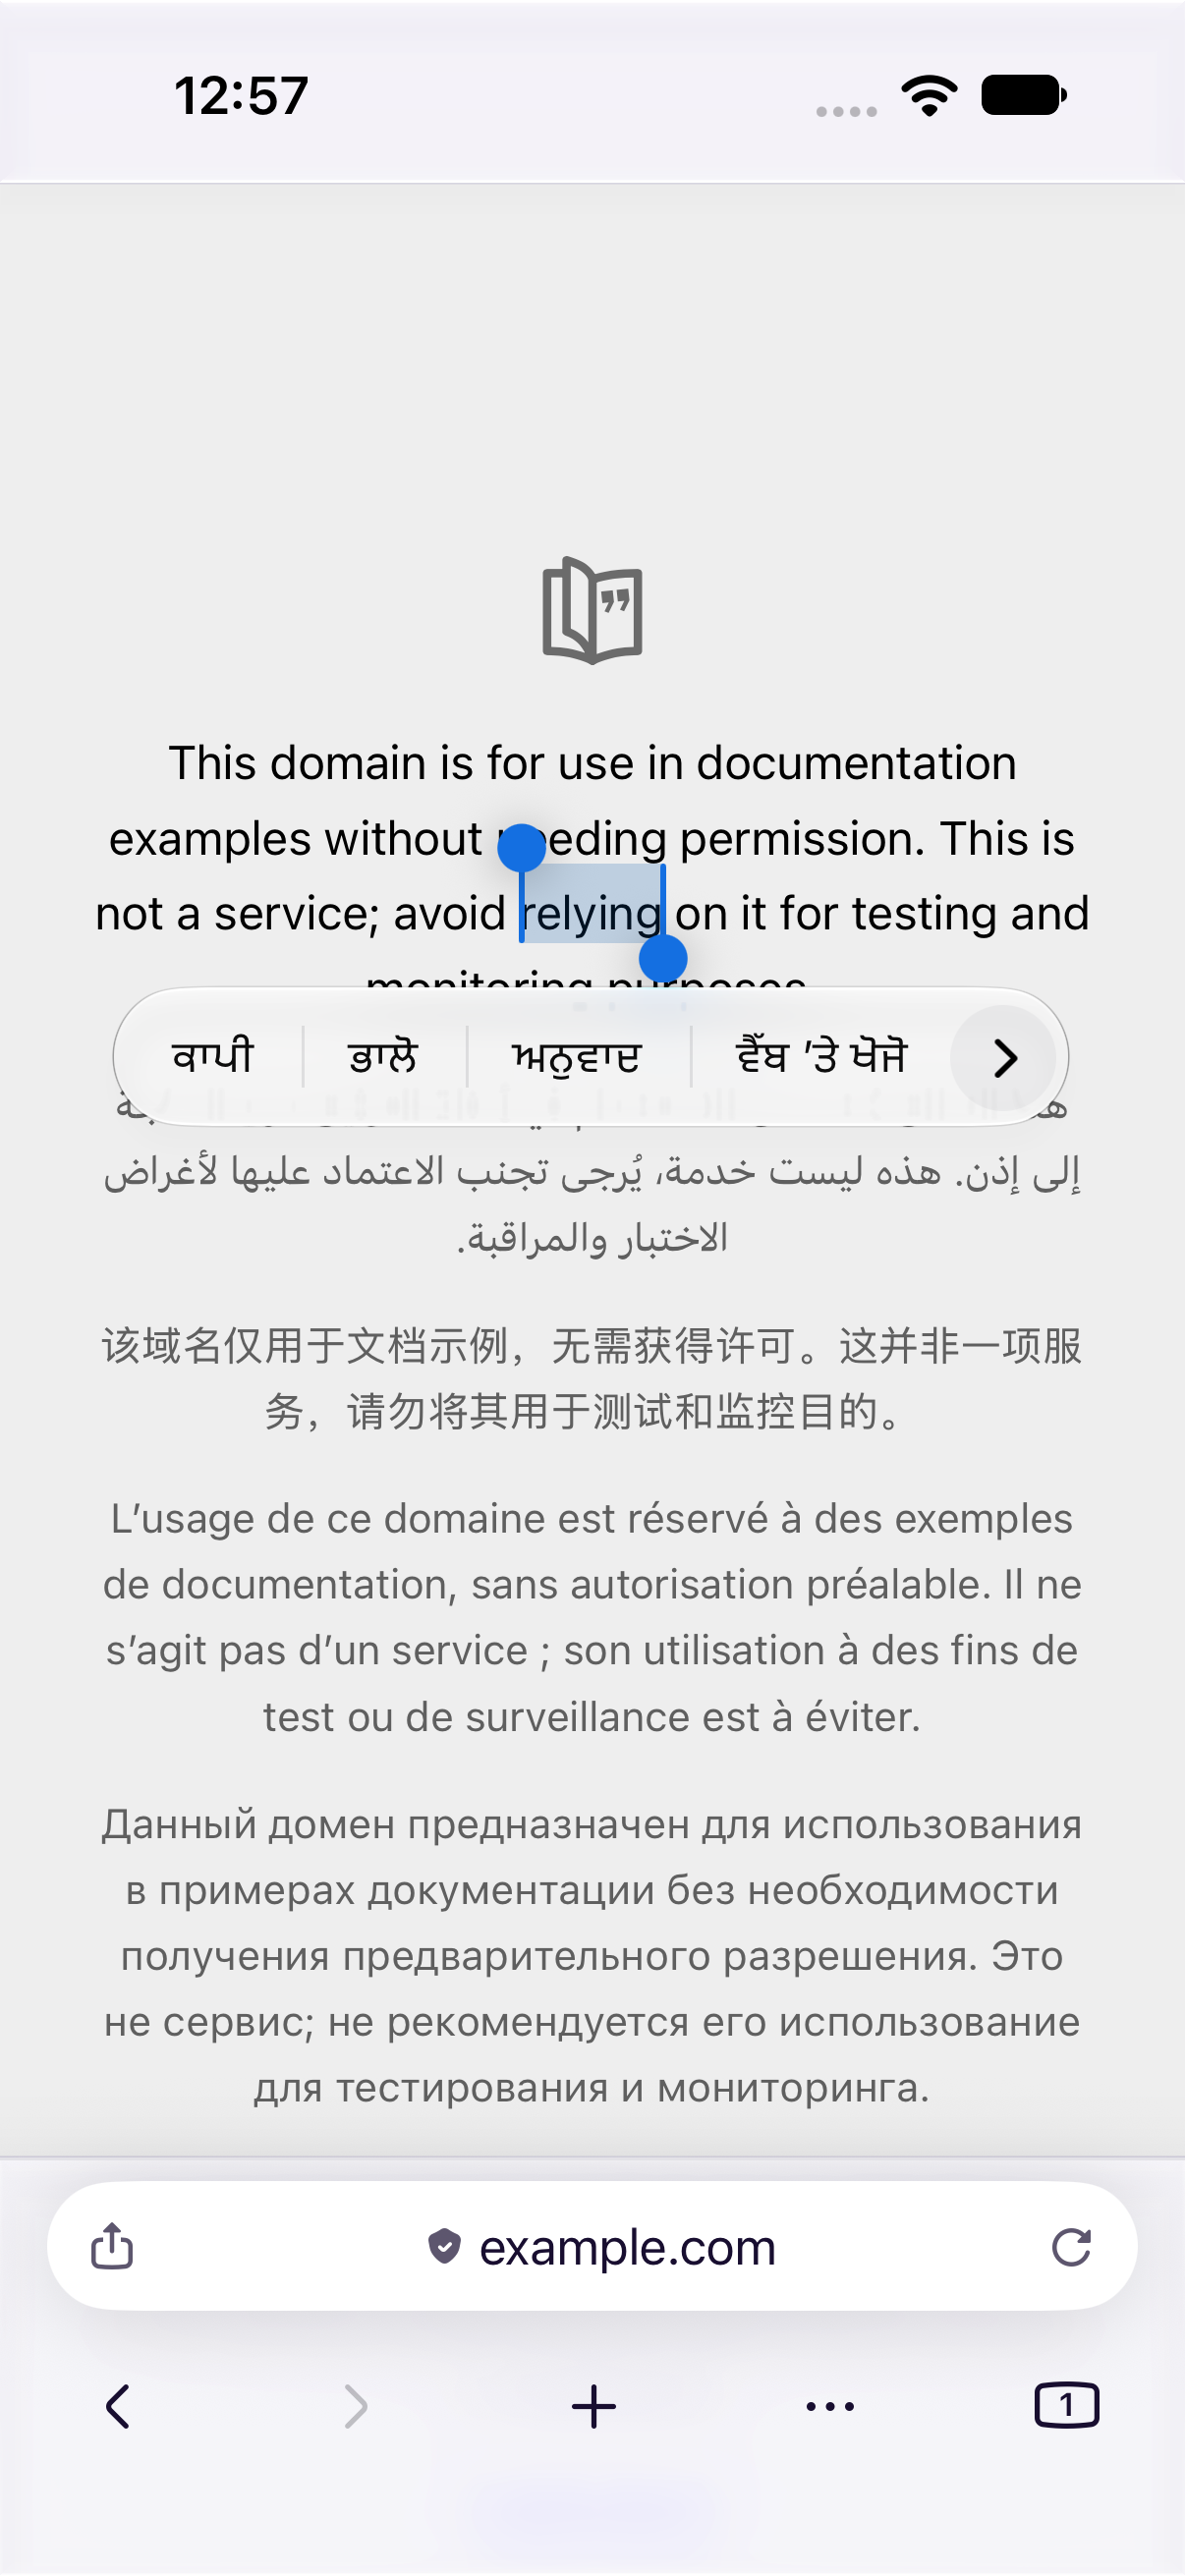 12:57
This domain is for use in documentation
examples without needing permission. This is
not a service; avoid relying on it for testing and
monitoring purposes.
ਕਾਪੀ
ਭਾਲੋ
ਅਨੁਵਾਦ
ਵੈੱਬ ’ਤੇ ਖੋਜੋ
إلى إذن. هذه ليست خدمة، يُرجى تجنب الاعتماد عليها لأغراض
الاختبار والمراقبة.
该域名仅用于文档示例，无需获得许可。这并非一项服
务，请勿将其用于测试和监控目的。
L’usage de ce domaine est réservé à des exemples
de documentation, sans autorisation préalable. Il ne
s’agit pas d’un service ; son utilisation à des fins de
test ou de surveillance est à éviter.
Данный домен предназначен для использования
в примерах документации без необходимости
получения предварительного разрешения. Это
не сервис; не рекомендуется его использование
для тестирования и мониторинга.
example.com
1